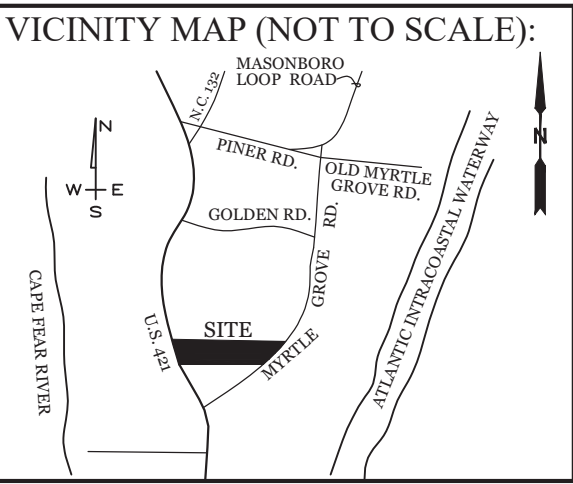 VICINITY MAP (NOT TO SCALE):
MASONBORO
LOOP ROAD
N.C. 132
N
W E
S
N
PINER RD.
OLD MYRTLE
GROVE RD.
GOLDEN RD.
MYRTLE GROVE RD.
ATLANTIC INTRACOASTAL WATERWAY
CAPE FEAR RIVER
U.S. 421
SITE